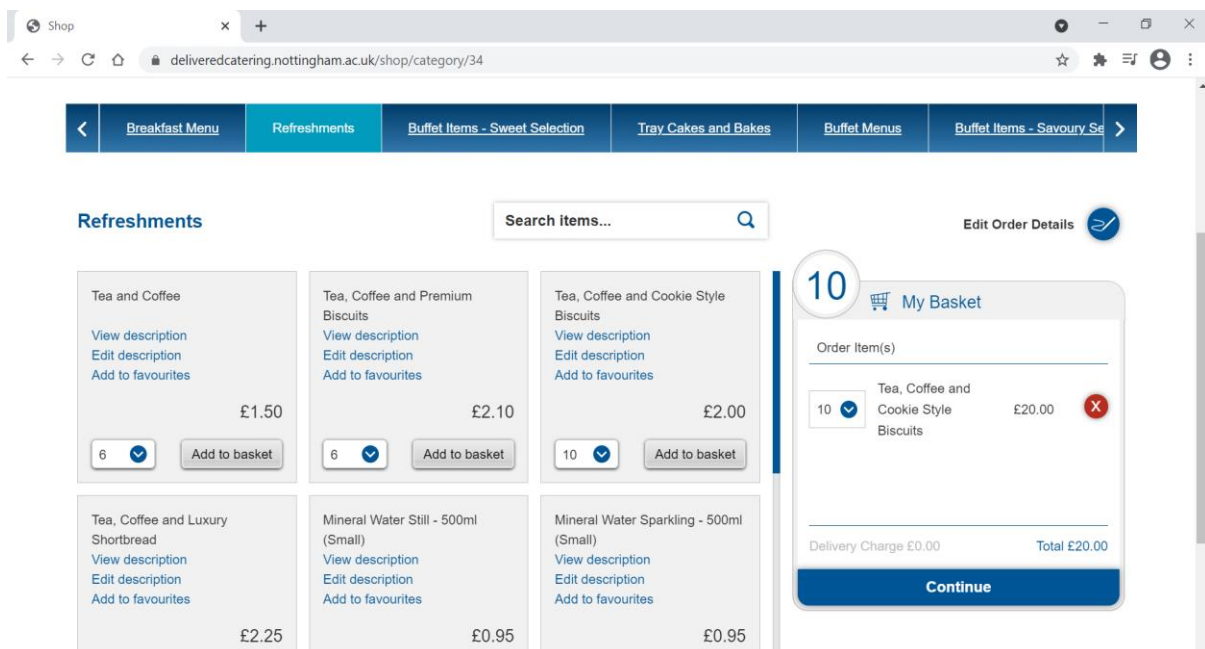 Shop
deliveredcatering.nottingham.ac.uk/shop/category/34
Breakfast Menu
Refreshments
Buffet Items - Sweet Selection
Tray Cakes and Bakes
Buffet Menus
Buffet Items - Savoury Se
Refreshments
Search items...
Edit Order Details
Tea and Coffee
View description
Edit description
Add to favourites
£1.50
6
Add to basket
Tea, Coffee and Premium
Biscuits
View description
Edit description
Add to favourites
£2.10
6
Add to basket
Tea, Coffee and Cookie Style
Biscuits
View description
Edit description
Add to favourites
£2.00
10
Add to basket
Tea, Coffee and Luxury
Shortbread
View description
Edit description
Add to favourites
£2.25
Mineral Water Still - 500ml
(Small)
View description
Edit description
Add to favourites
£0.95
Mineral Water Sparkling - 500ml
(Small)
View description
Edit description
Add to favourites
£0.95
10
My Basket
Order Item(s)
10
Tea, Coffee and
Cookie Style
Biscuits
£20.00
X
Delivery Charge £0.00
Total £20.00
Continue